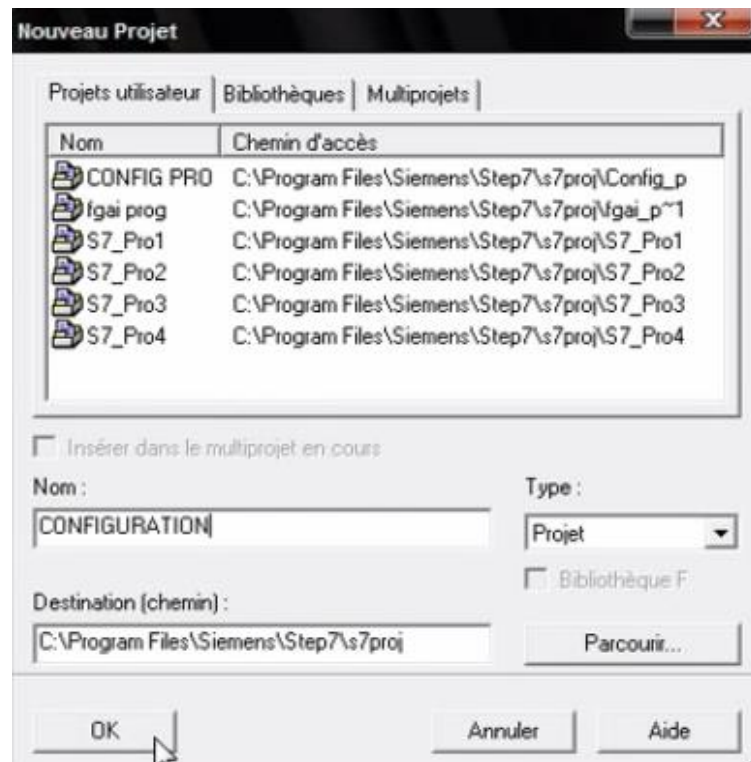 Nouveau Projet
Projets utilisateur Bibliothèques Multiprojets
Nom Chemin d'accès
CONFIG PRO C:\Program Files\Siemens\Step7\s7proj\Config_p
fgai prog C:\Program Files\Siemens\Step7\s7proj\fgai_p~1
S7_Pro1 C:\Program Files\Siemens\Step7\s7proj\S7_Pro1
S7_Pro2 C:\Program Files\Siemens\Step7\s7proj\S7_Pro2
S7_Pro3 C:\Program Files\Siemens\Step7\s7proj\S7_Pro3
S7_Pro4 C:\Program Files\Siemens\Step7\s7proj\S7_Pro4
Insérer dans le multiprojet en cours
Nom : Type :
CONFIGURATION Projet
Bibliothèque F
Destination (chemin) :
C:\Program Files\Siemens\Step7\s7proj Parcourir...
OK Annuler Aide